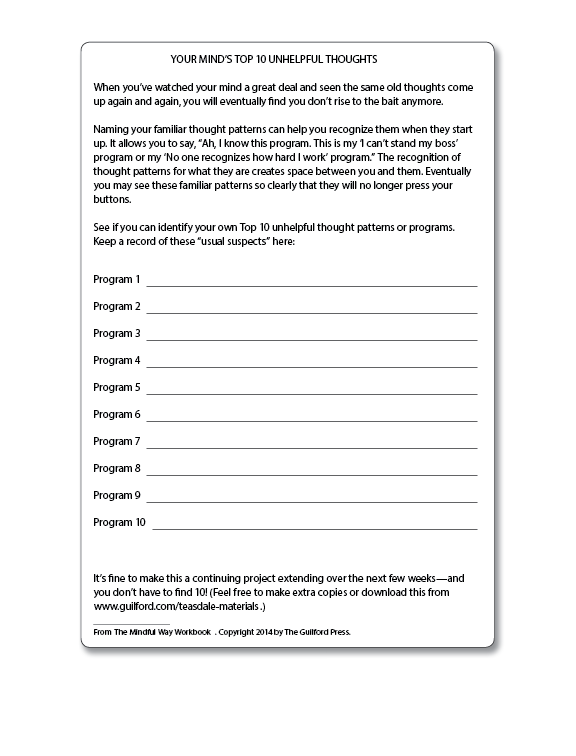 YOUR MIND'S TOP 10 UNHELPFUL THOUGHTS
When you've watched your mind a great deal and seen the same old thoughts come
up again and again, you will eventually find you don't rise to the bait anymore.
Naming your familiar thought patterns can help you recognize them when they start
up. It allows you to say, "Ah, I know this program. This is my 'I can't stand my boss'
program or my 'No one recognizes how hard I work' program." The recognition of
thought patterns for what they are creates space between you and them. Eventually
you may see these familiar patterns so clearly that they will no longer press your
buttons.
See if you can identify your own Top 10 unhelpful thought patterns or programs.
Keep a record of these "usual suspects" here:
Program 1
Program 2
Program 3
Program 4
Program 5
Program 6
Program 7
Program 8
Program 9
Program 10
It's fine to make this a continuing project extending over the next few weeks—and
you don't have to find 10! (Feel free to make extra copies or download this from
www.guilford.com/teasdale-materials.)
From The Mindful Way Workbook . Copyright 2014 by The Guilford Press.